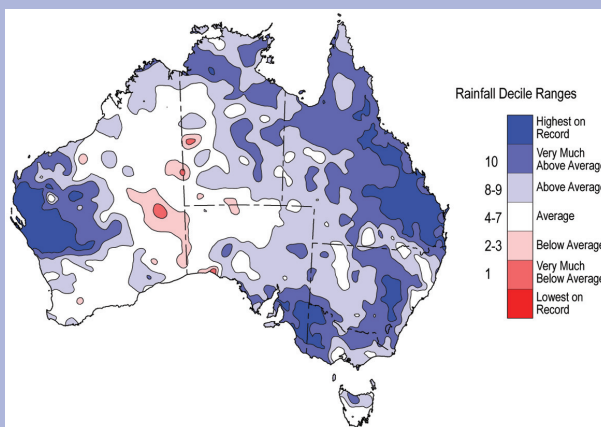 Rainfall Decile Ranges
Highest on
Record
10 Very Much
Above Average
8-9 Above Average
4-7 Average
2-3 Below Average
1 Very Much
Below Average
Lowest on
Record